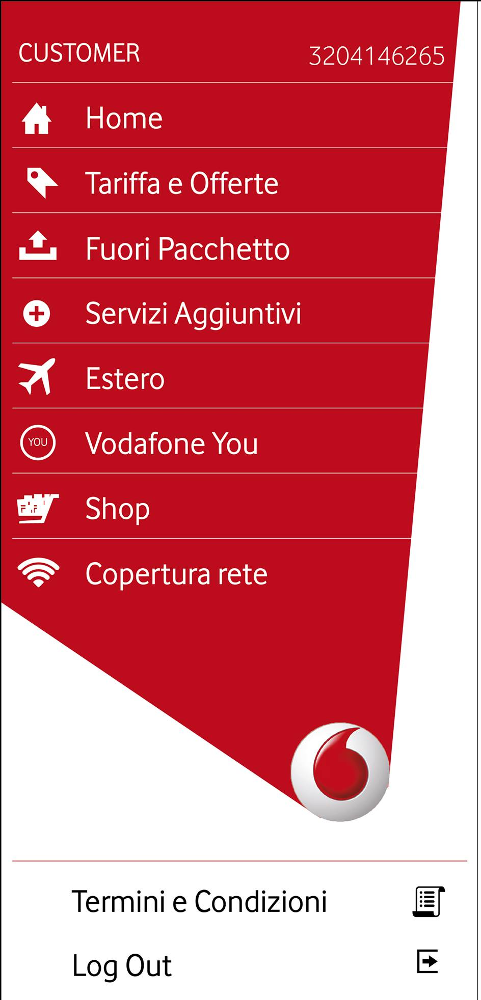 CUSTOMER 3204146265
Home
Tariffa e Offerte
Fuori Pacchetto
Servizi Aggiuntivi
Estero
YOU Vodafone You
Shop
Copertura rete
Termini e Condizioni
Log Out